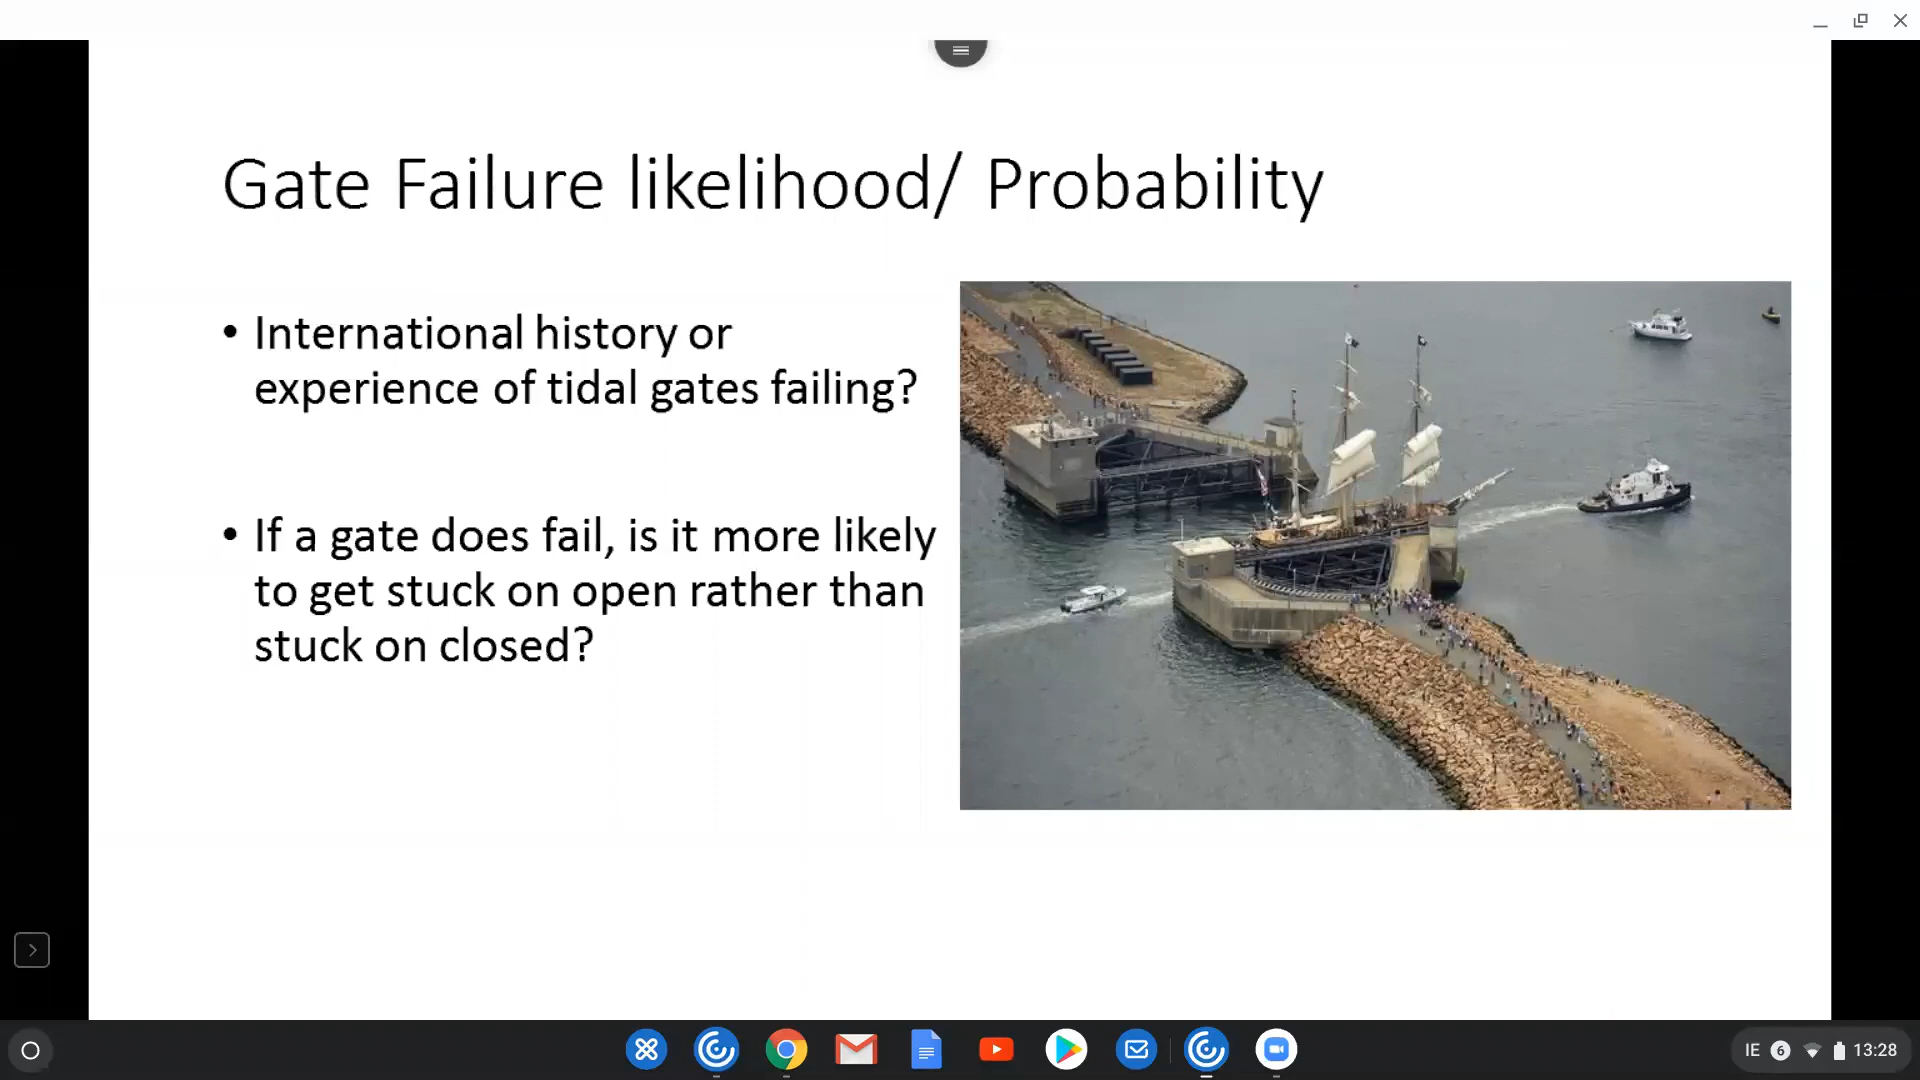 Gate Failure likelihood/ Probability
• International history or
experience of tidal gates failing?
• If a gate does fail, is it more likely
to get stuck on open rather than
stuck on closed?
IE 6 13:28